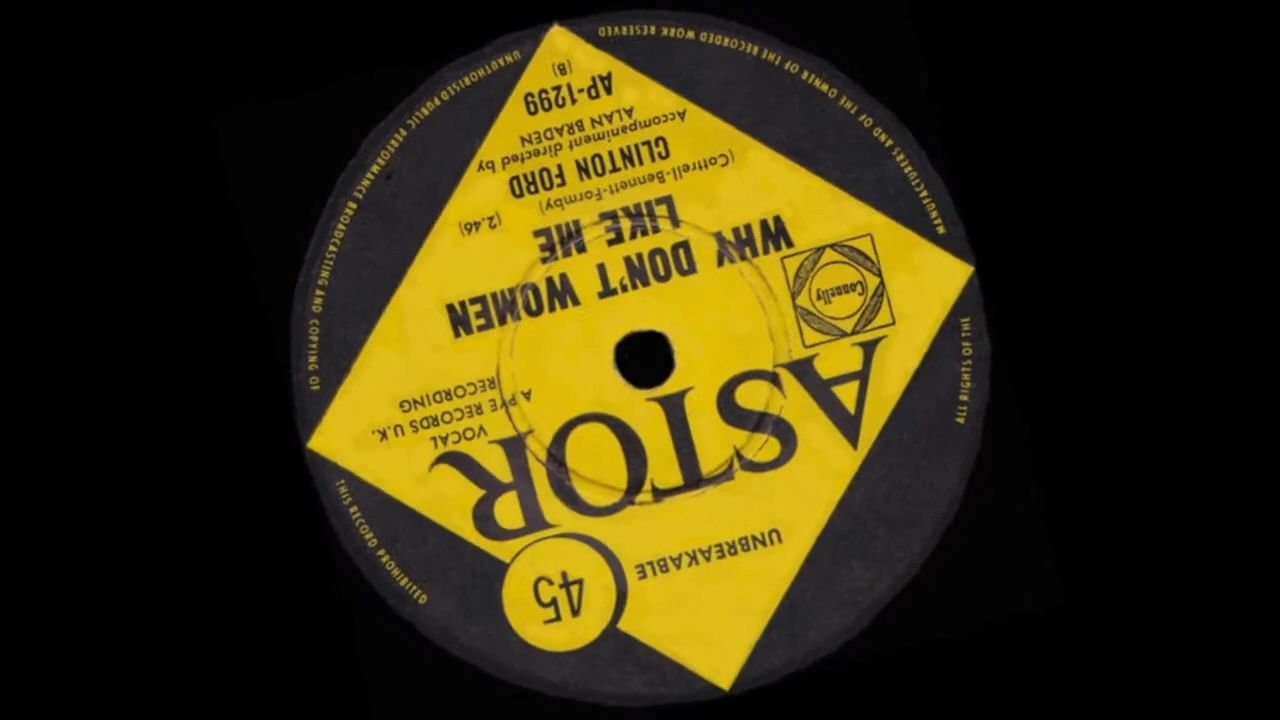 UNBREAKABLE
45
ASTOR
Connelly
VOCAL
A PYE RECORDS U.K.
RECORDING
WHY DON'T WOMEN
LIKE ME
(2.46)
(Cottrell-Bennett-Formby)
CLINTON FORD
Accompaniment directed by
ALAN BRADEN
AP-1299
(B)
ALL RIGHTS OF THE MANUFACTURERS AND OF THE OWNER OF THE RECORDED WORK RESERVED
UNAUTHORISED PUBLIC PERFORMANCE BROADCASTING AND COPYING OF THIS RECORD PROHIBITED